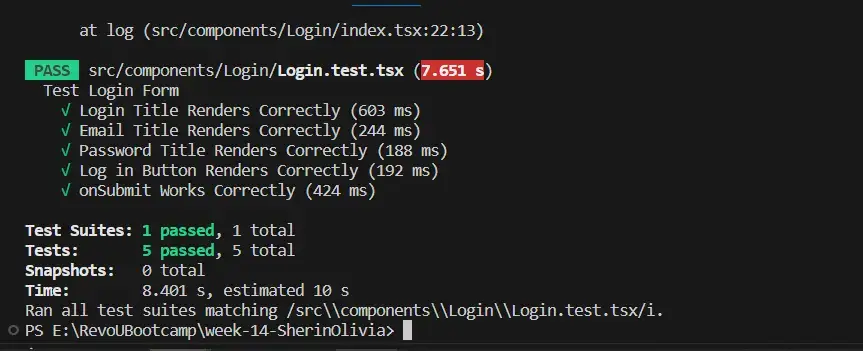 at log (src/components/Login/index.tsx:22:13)
PASS src/components/Login/Login.test.tsx (7.651 s)
Test Login Form
√ Login Title Renders Correctly (603 ms)
√ Email Title Renders Correctly (244 ms)
√ Password Title Renders Correctly (188 ms)
√ Log in Button Renders Correctly (192 ms)
√ onSubmit Works Correctly (424 ms)
Test Suites: 1 passed, 1 total
Tests: 5 passed, 5 total
Snapshots: 0 total
Time: 8.401 s, estimated 10 s
Ran all test suites matching /src\\components\\Login\\Login.test.tsx/i.
PS E:\RevoUBootcamp\week-14-SherinOlivia>